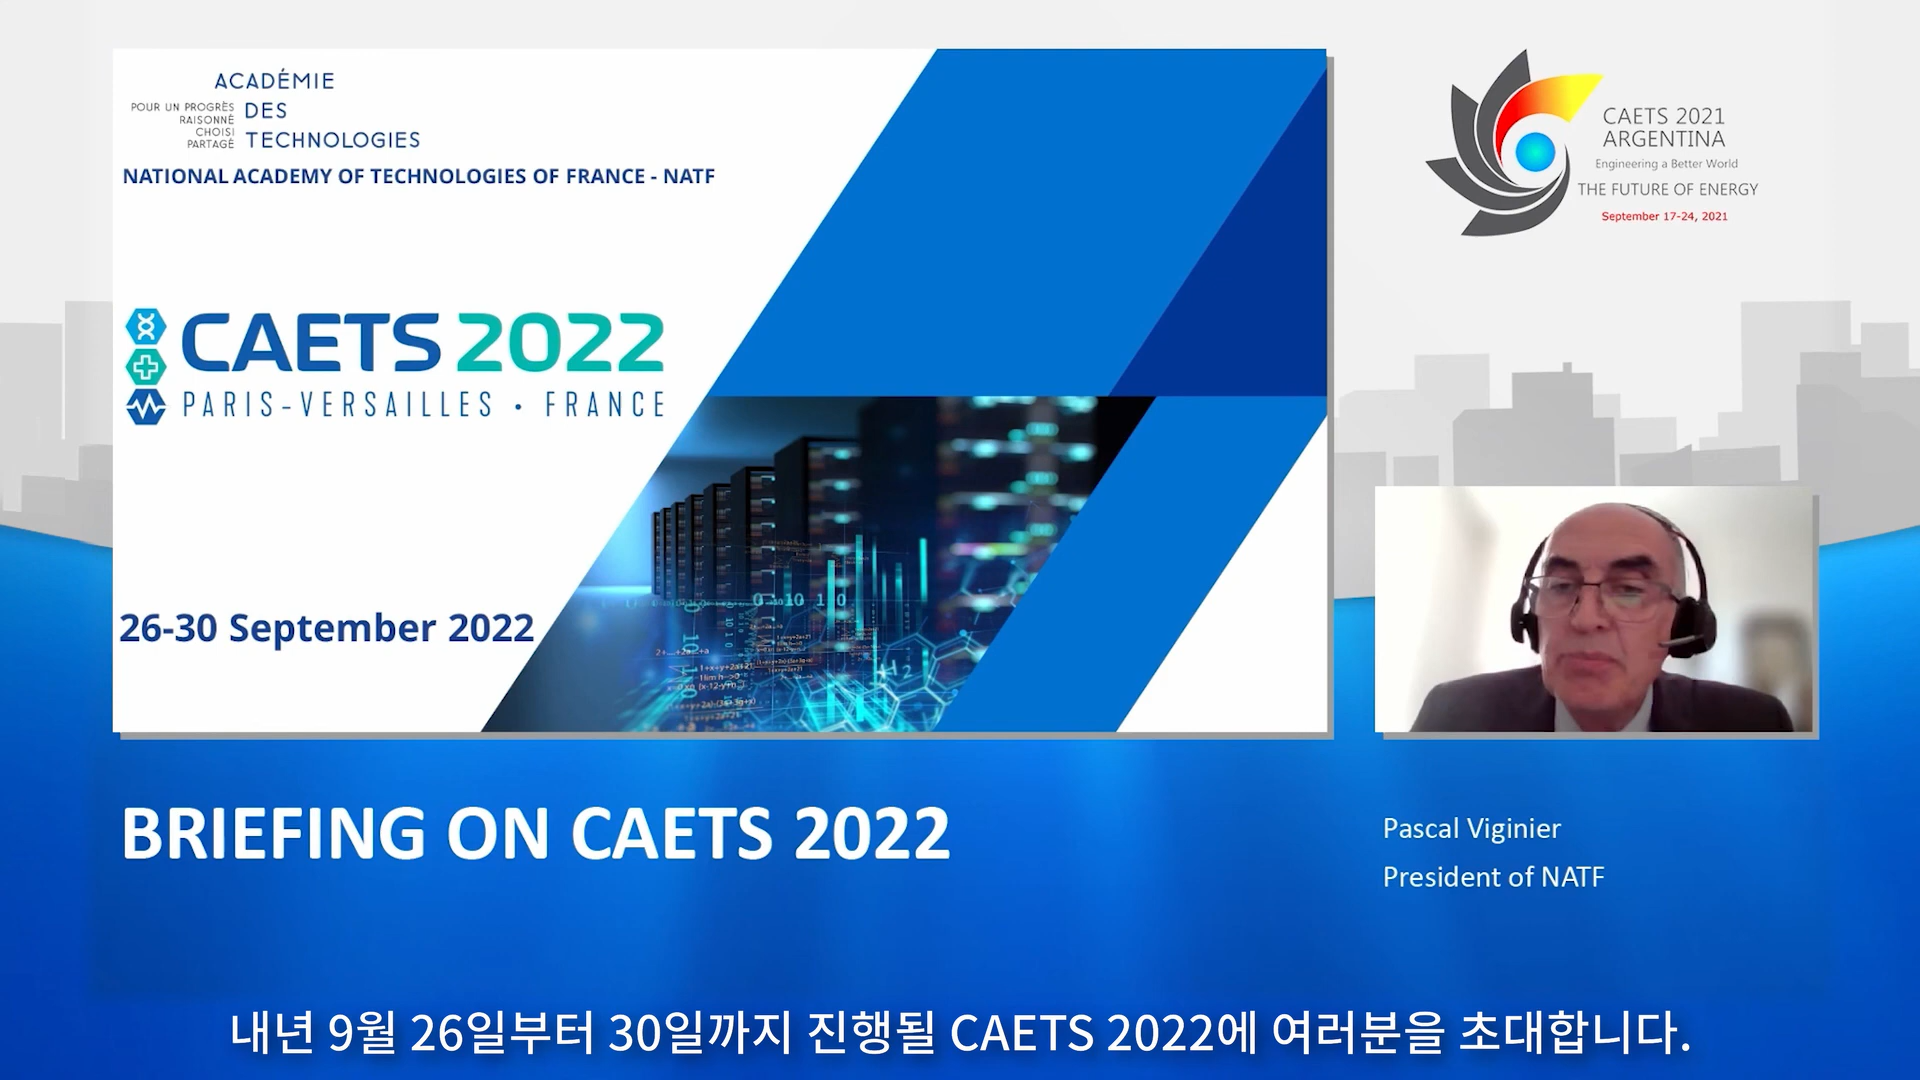 ACADÉMIE
POUR UN PROGRÈS
RAISONNÉ
CHOISI
PARTAGÉ
DES
TECHNOLOGIES
NATIONAL ACADEMY OF TECHNOLOGIES OF FRANCE - NATF
CAETS 2022
PARIS-VERSAILLES • FRANCE
26-30 September 2022
CAETS 2021
ARGENTINA
Engineering a Better World
THE FUTURE OF ENERGY
September 17-24, 2021
BRIEFING ON CAETS 2022
Pascal Viginier
President of NATF
내년 9월 26일부터 30일까지 진행될 CAETS 2022에 여러분을 초대합니다.